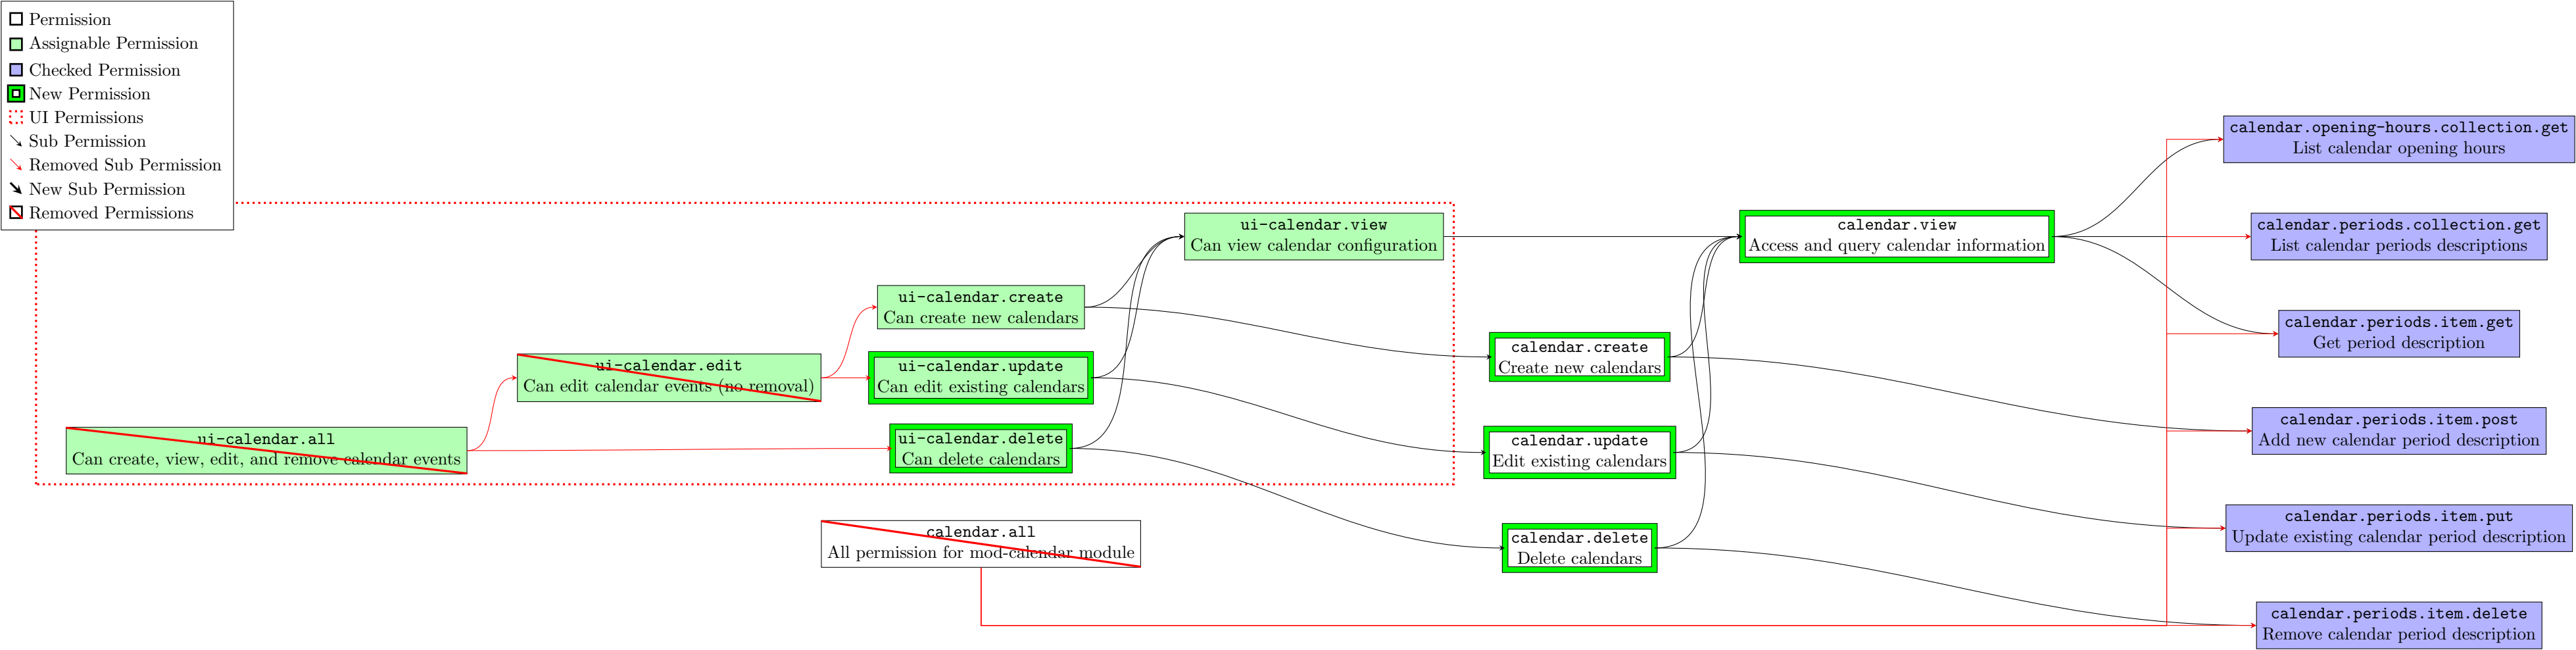 Permission
Assignable Permission
Checked Permission
New Permission
UI Permissions
Sub Permission
Removed Sub Permission
New Sub Permission
Removed Permissions
ui-calendar.all
Can create, view, edit, and remove calendar events
ui-calendar.edit
Can edit calendar events (no removal)
ui-calendar.create
Can create new calendars
ui-calendar.update
Can edit existing calendars
ui-calendar.delete
Can delete calendars
calendar.all
All permission for mod-calendar module
ui-calendar.view
Can view calendar configuration
calendar.create
Create new calendars
calendar.update
Edit existing calendars
calendar.delete
Delete calendars
calendar.view
Access and query calendar information
calendar.opening-hours.collection.get
List calendar opening hours
calendar.periods.collection.get
List calendar periods descriptions
calendar.periods.item.get
Get period description
calendar.periods.item.post
Add new calendar period description
calendar.periods.item.put
Update existing calendar period description
calendar.periods.item.delete
Remove calendar period description